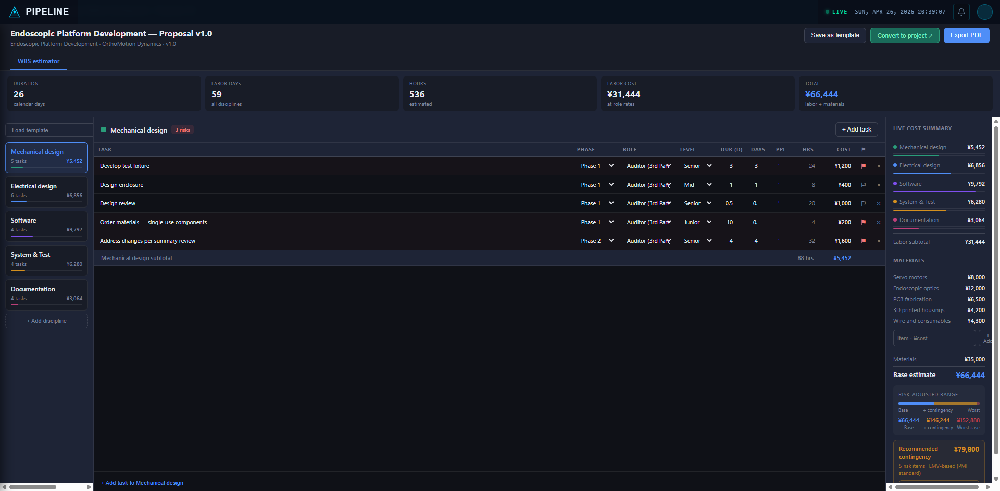 PIPELINE
LIVE SUN, APR 26, 2026 20:39:07
Endoscopic Platform Development — Proposal v1.0
Endoscopic Platform Development · OrthoMotion Dynamics · v1.0
Save as template
Convert to project ↗
Export PDF
WBS estimator
DURATION
26
calendar days
LABOR DAYS
59
all disciplines
HOURS
536
estimated
LABOR COST
¥31,444
at role rates
TOTAL
¥66,444
labor + materials
Load template...
Mechanical design
5 tasks ¥5,452
Electrical design
6 tasks ¥6,856
Software
4 tasks ¥9,792
System & Test
4 tasks ¥6,280
Documentation
4 tasks ¥3,064
+ Add discipline
Mechanical design 3 risks
+ Add task
TASK PHASE ROLE LEVEL DUR (D) DAYS PPL HRS COST
Develop test fixture Phase 1 Auditor (3rd Part Senior 3 3 24 ¥1,200 ×
Design enclosure Phase 1 Auditor (3rd Part Mid 1 1 8 ¥400 ×
Design review Phase 1 Auditor (3rd Part Senior 0.5 0. 20 ¥1,000 ×
Order materials — single-use components Phase 1 Auditor (3rd Part Junior 10 0. 4 ¥200 ×
Address changes per summary review Phase 2 Auditor (3rd Part Senior 4 4 32 ¥1,600 ×
Mechanical design subtotal 88 hrs ¥5,452
+ Add task to Mechanical design
LIVE COST SUMMARY
Mechanical design ¥5,452
Electrical design ¥6,856
Software ¥9,792
System & Test ¥6,280
Documentation ¥3,064
Labor subtotal ¥31,444
MATERIALS
Servo motors ¥8,000
Endoscopic optics ¥12,000
PCB fabrication ¥6,500
3D printed housings ¥4,200
Wire and consumables ¥4,300
Item · ¥cost
+
Add
Materials ¥35,000
Base estimate ¥66,444
RISK-ADJUSTED RANGE
Base + contingency Worst
¥66,444 ¥146,244 ¥152,888
Base + contingency Worst case
Recommended ¥79,800
contingency
5 risk items · EMV-based (PMI
standard)